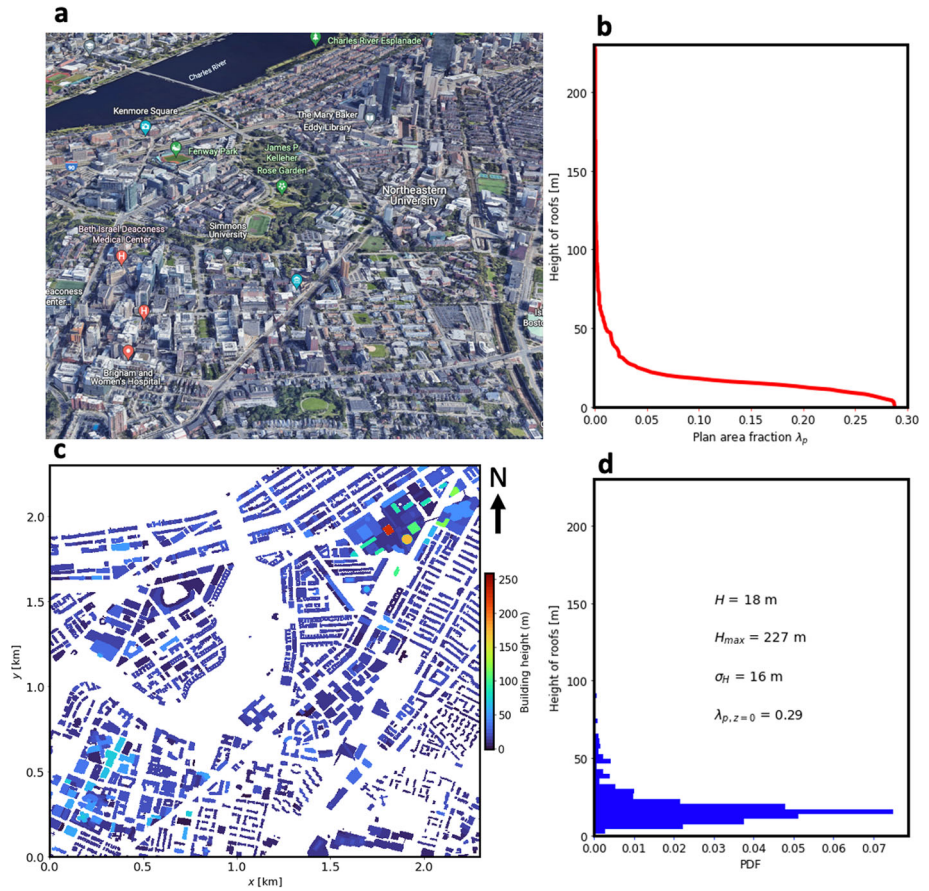 a
Charles River Esplanade
Charles River
Kenmore Square
The Mary Baker
Eddy Library
Fenway Park
James P.
Kelleher
Rose Garden
90
Northeastern
University
Simmons
University
Beth Israel Deaconess
Medical Center
eaconess
enter...
Bost
Brigham and
Women's Hospital
b
Height of roofs [m]
200
150
100
50
0
0.00 0.05 0.10 0.15 0.20 0.25 0.30
Plan area fraction λp
c
N
y [km]
2.0
1.5
1.0
0.5
0.0
0.0 0.5 1.0 1.5 2.0
x [km]
Building height (m)
250
200
150
100
50
0
d
Height of roofs [m]
200
150
100
50
0
H = 18 m
Hmax = 227 m
σH = 16 m
λp, z=0 = 0.29
0.00 0.01 0.02 0.03 0.04 0.05 0.06 0.07
PDF